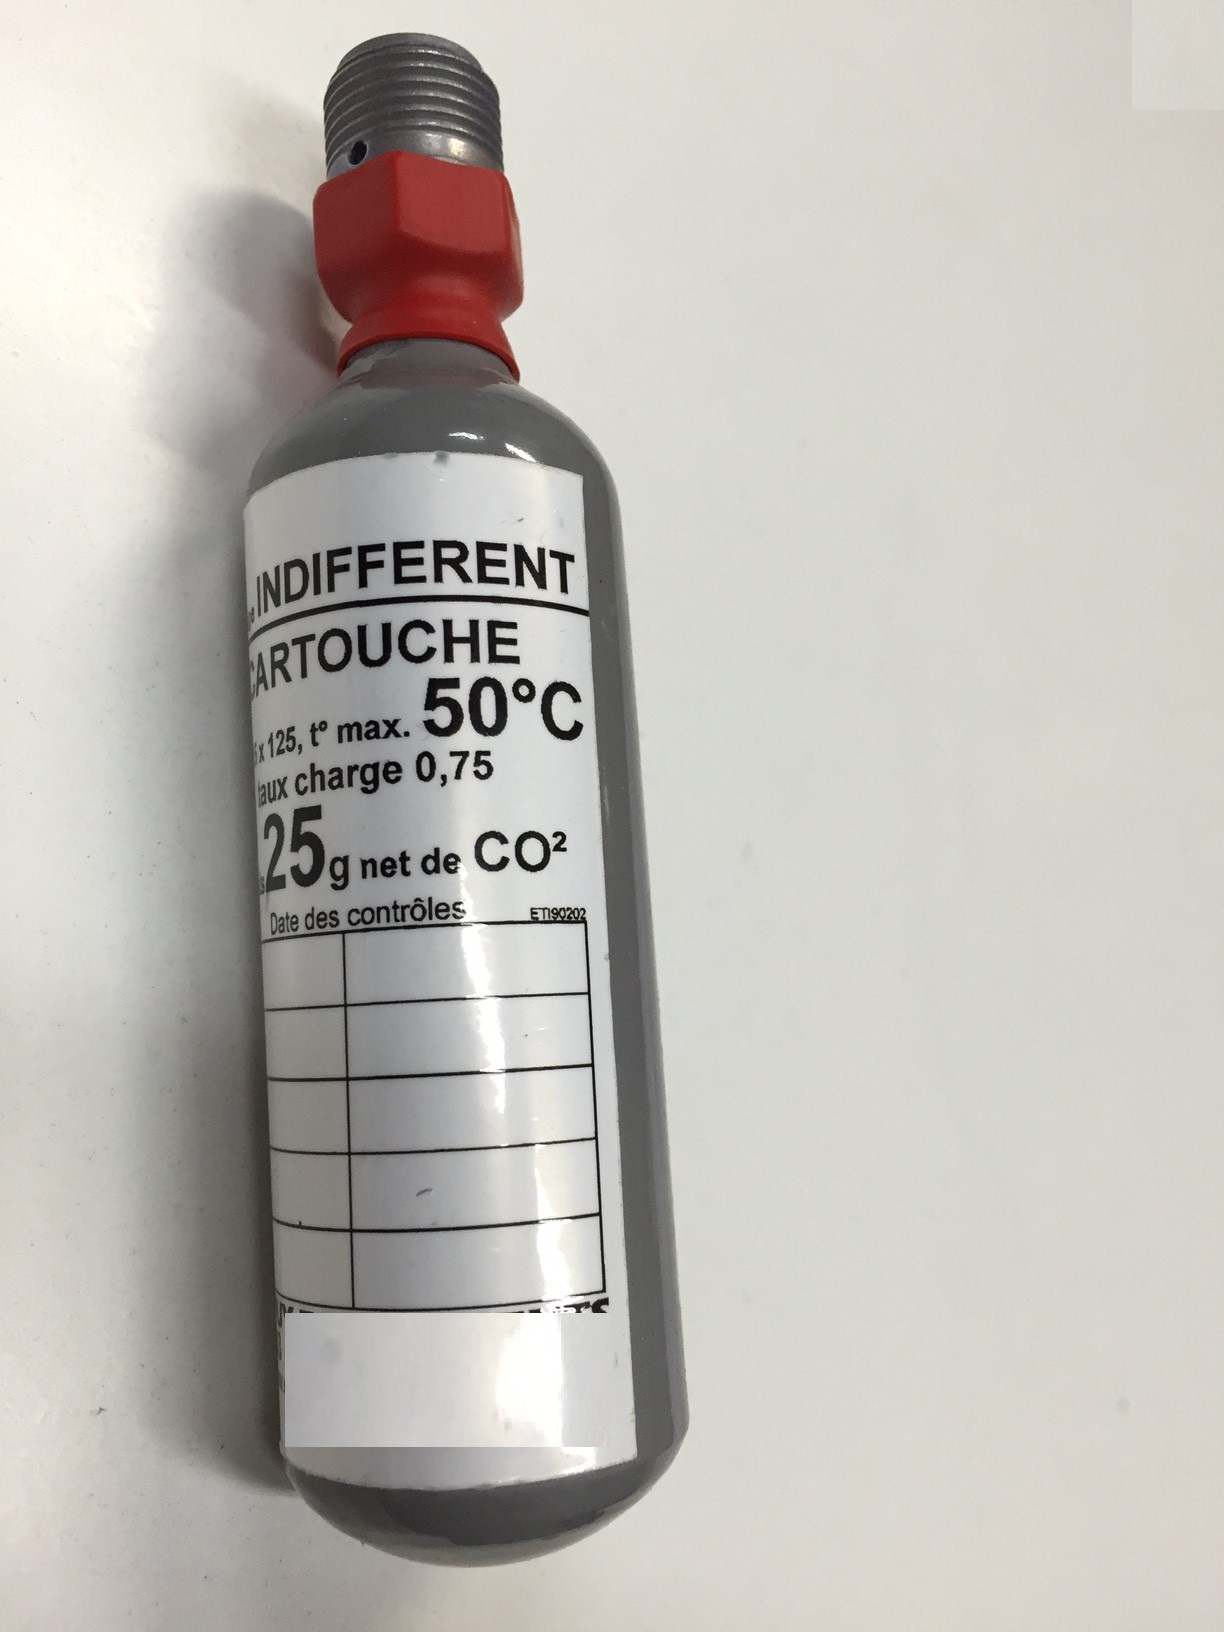 INDIFFERENT
CARTOUCHE
x 125, t° max. 50°C
taux charge 0,75
25g net de CO²
Date des contrôles ETI90202